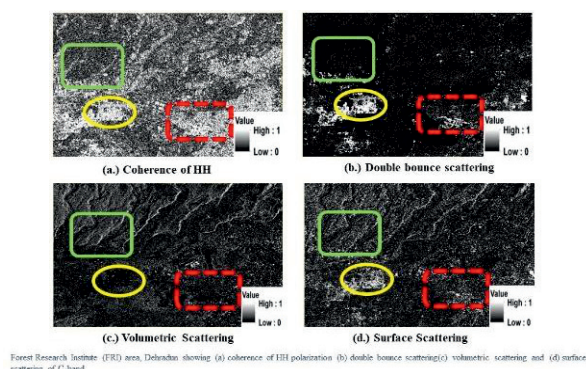 Value
High : 1
Low : 0
(a.) Coherence of HH
Value
High : 1
Low : 0
(b.) Double bounce scattering
Value
High : 1
Low : 0
(c.) Volumetric Scattering
Value
High : 1
Low : 0
(d.) Surface Scattering
Forest Research Institute (FRI) area, Dehradun showing (a) coherence of HH polarization (b) double bounce scattering(c) volumetric scattering and (d) surface
scattering of C band